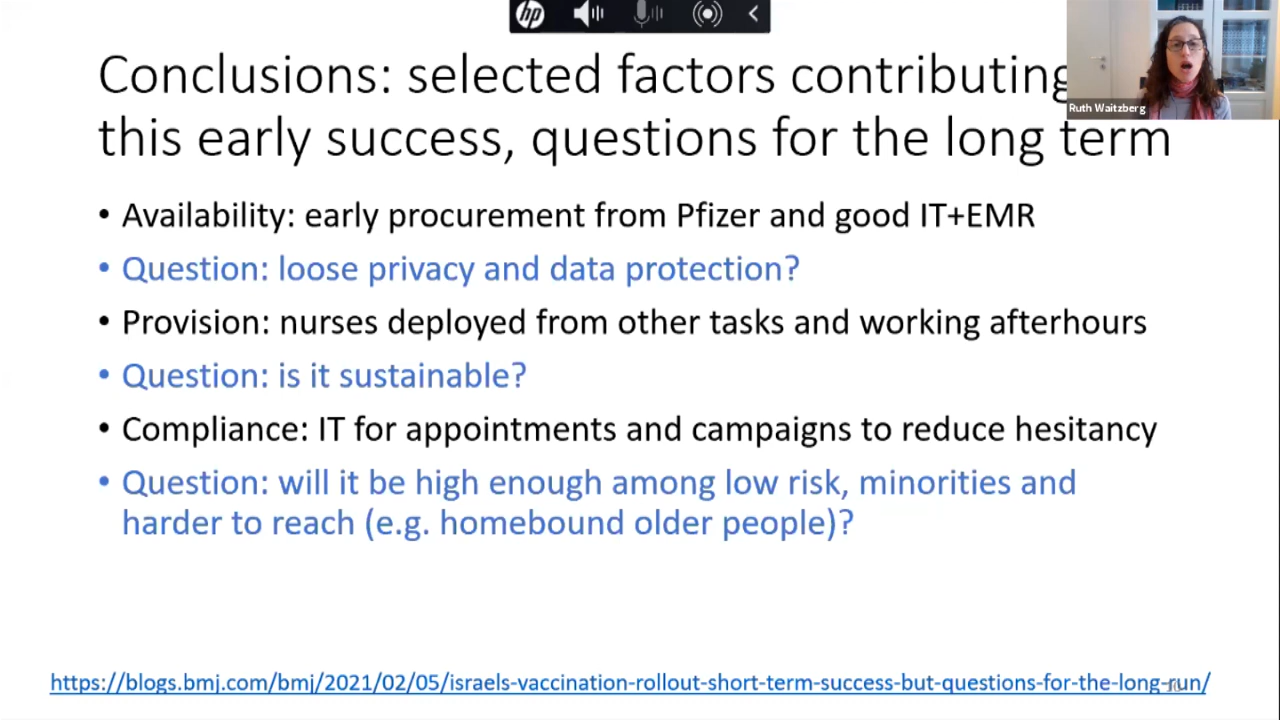 hp
Conclusions: selected factors contributing
this early success, questions for the long term
Ruth Waitzberg
• Availability: early procurement from Pfizer and good IT+EMR
• Question: loose privacy and data protection?
• Provision: nurses deployed from other tasks and working afterhours
• Question: is it sustainable?
• Compliance: IT for appointments and campaigns to reduce hesitancy
• Question: will it be high enough among low risk, minorities and
harder to reach (e.g. homebound older people)?
https://blogs.bmj.com/bmj/2021/02/05/israels-vaccination-rollout-short-term-success-but-questions-for-the-long-run/